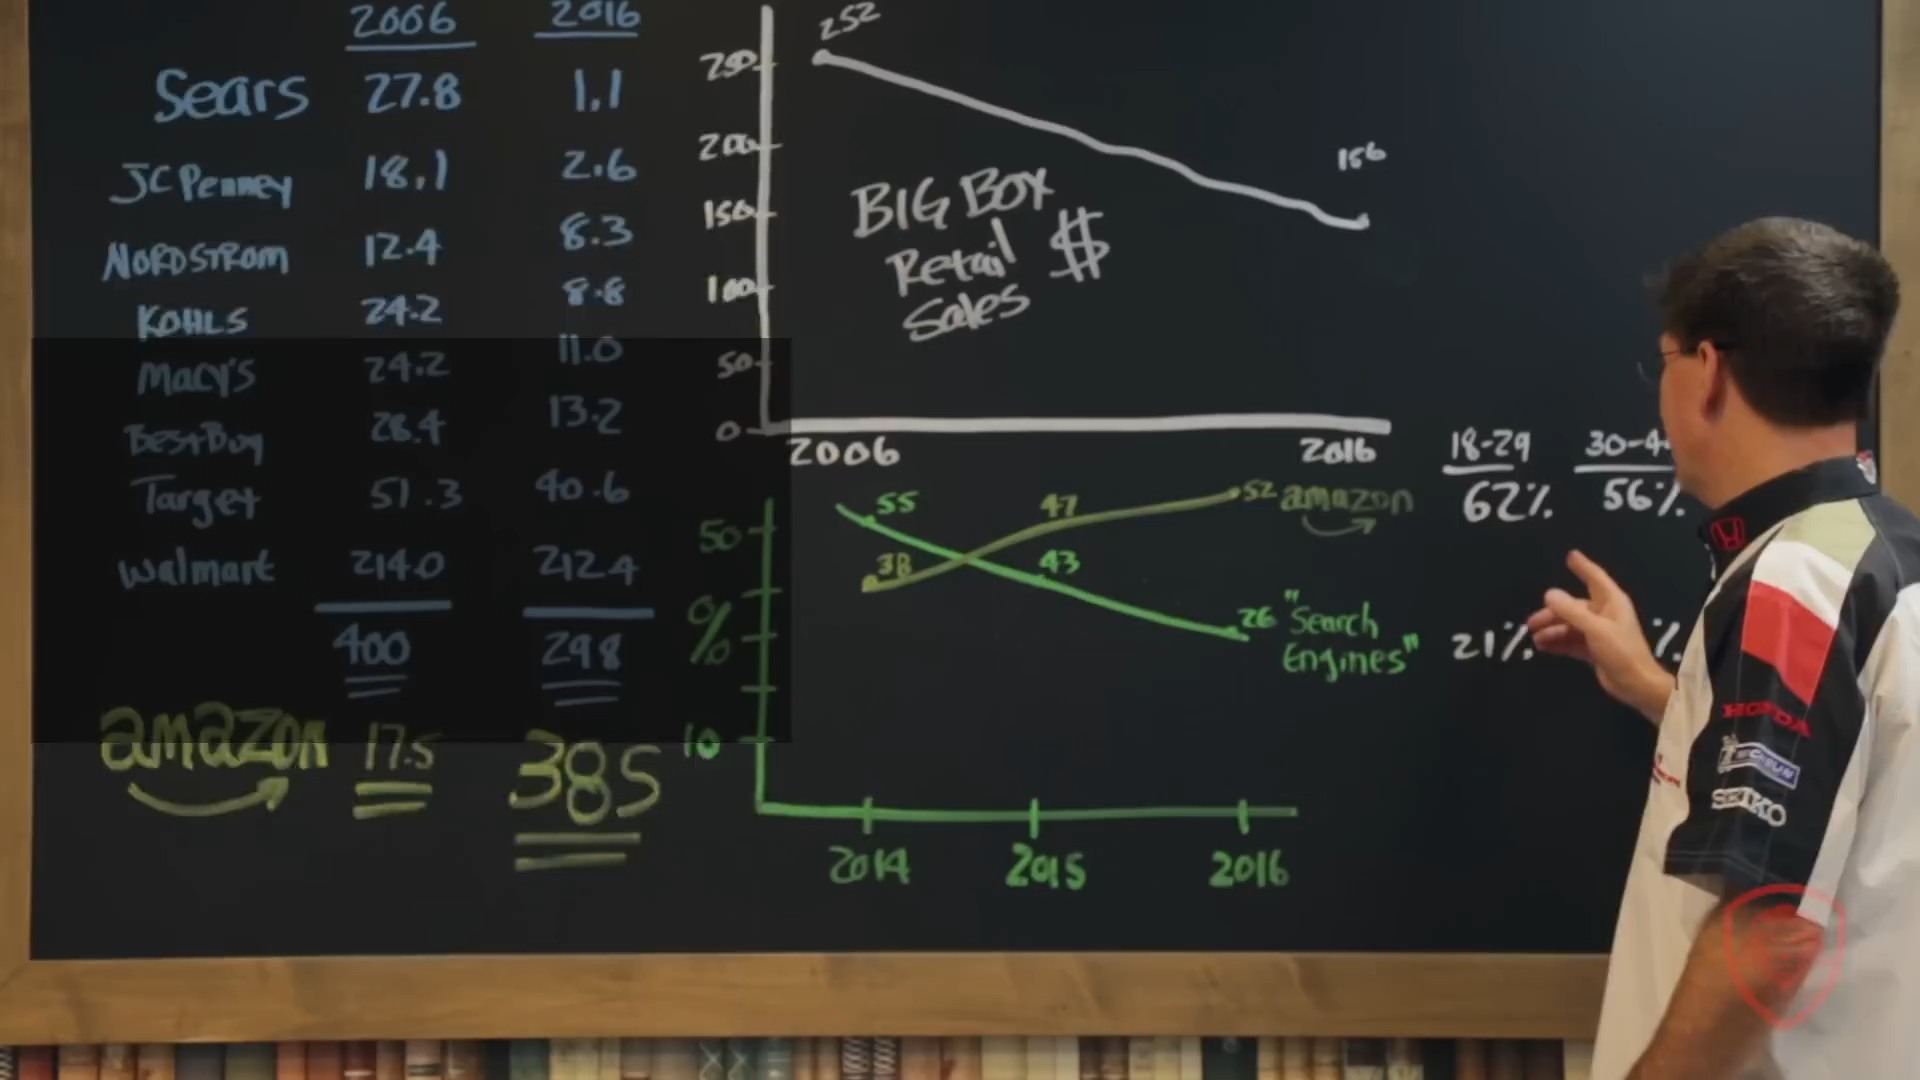 2006 2016
Sears 27.8 1.1
JC Penney 18.1 2.6
NORDSTROM 12.4 8.3
KOHLS 24.2 8.8
Macy's 24.2 11.0
BestBuy 28.4 13.2
Target 51.3 40.6
Walmart 214.0 212.4
400 298
amazon 17.5 385
252
250
200
150
100
50
0
156
BIG BOX
Retail $
Sales
2006 2016
50
%
10
55
38
47
43
52 amazon
26 "Search
Engines"
2014 2015 2016
18-29
62%
56%
21%
%
HONDA
SEIKO